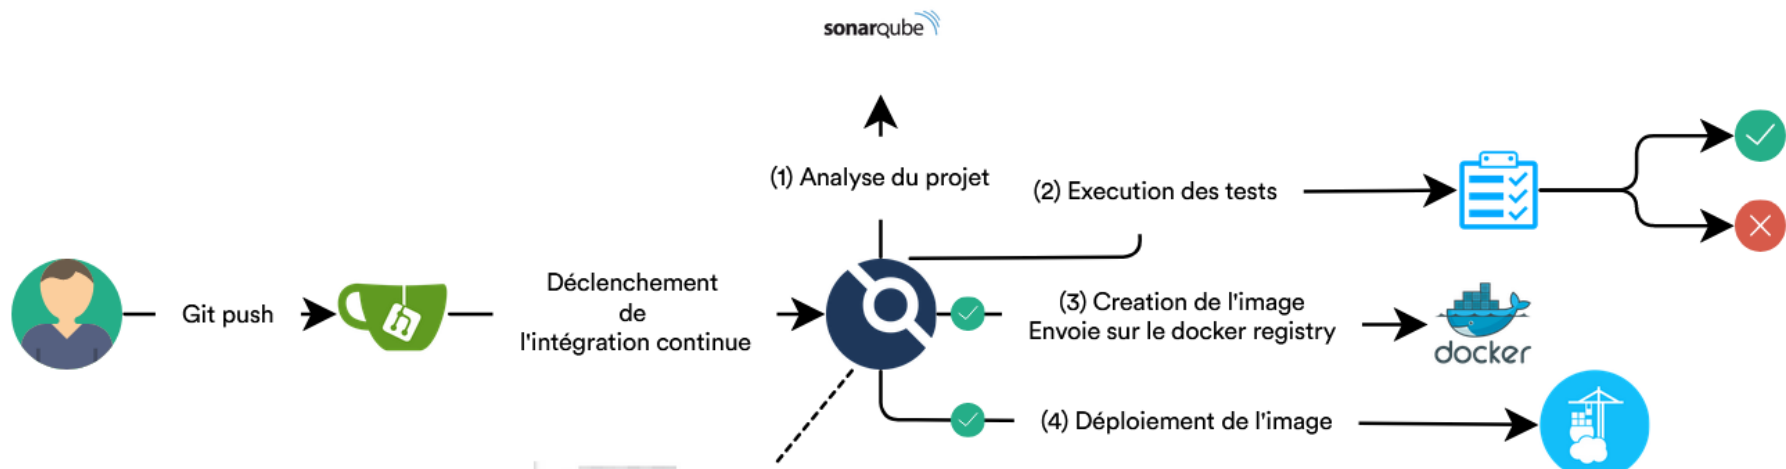 sonarqube
(1) Analyse du projet
(2) Execution des tests
Git push
Déclenchement
de
l'intégration continue
(3) Creation de l'image
Envoie sur le docker registry
docker
(4) Déploiement de l'image